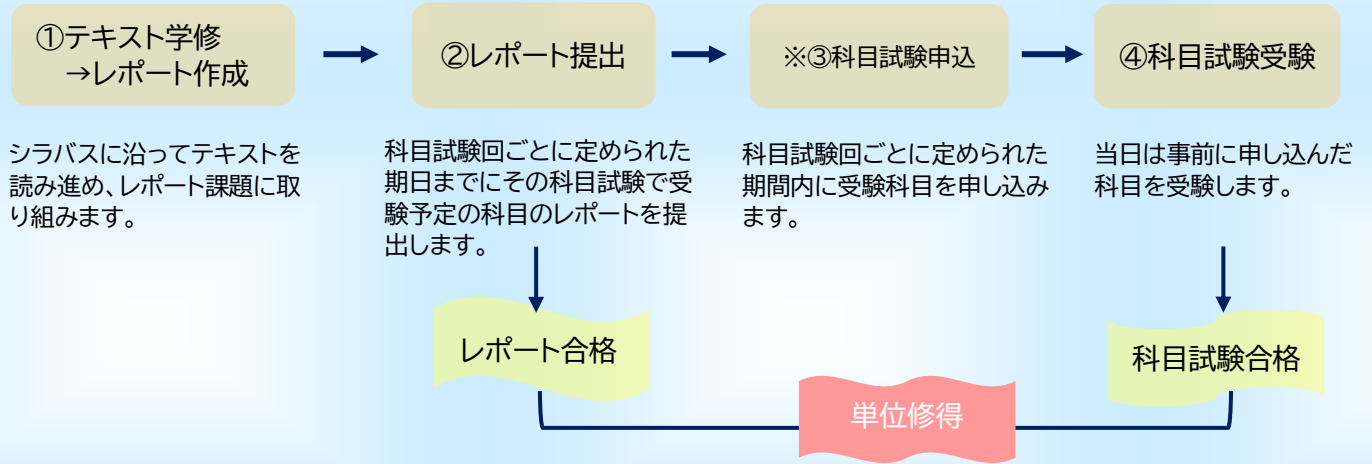 ①テキスト学修
→レポート作成
②レポート提出
※③科目試験申込
④科目試験受験
シラバスに沿ってテキストを
読み進め、レポート課題に取
り組みます。
科目試験回ごとに定められた
期日までにその科目試験で受
験予定の科目のレポートを提
出します。
科目試験回ごとに定められた
期間内に受験科目を申し込み
ます。
当日は事前に申し込んだ
科目を受験します。
レポート合格
科目試験合格
単位修得